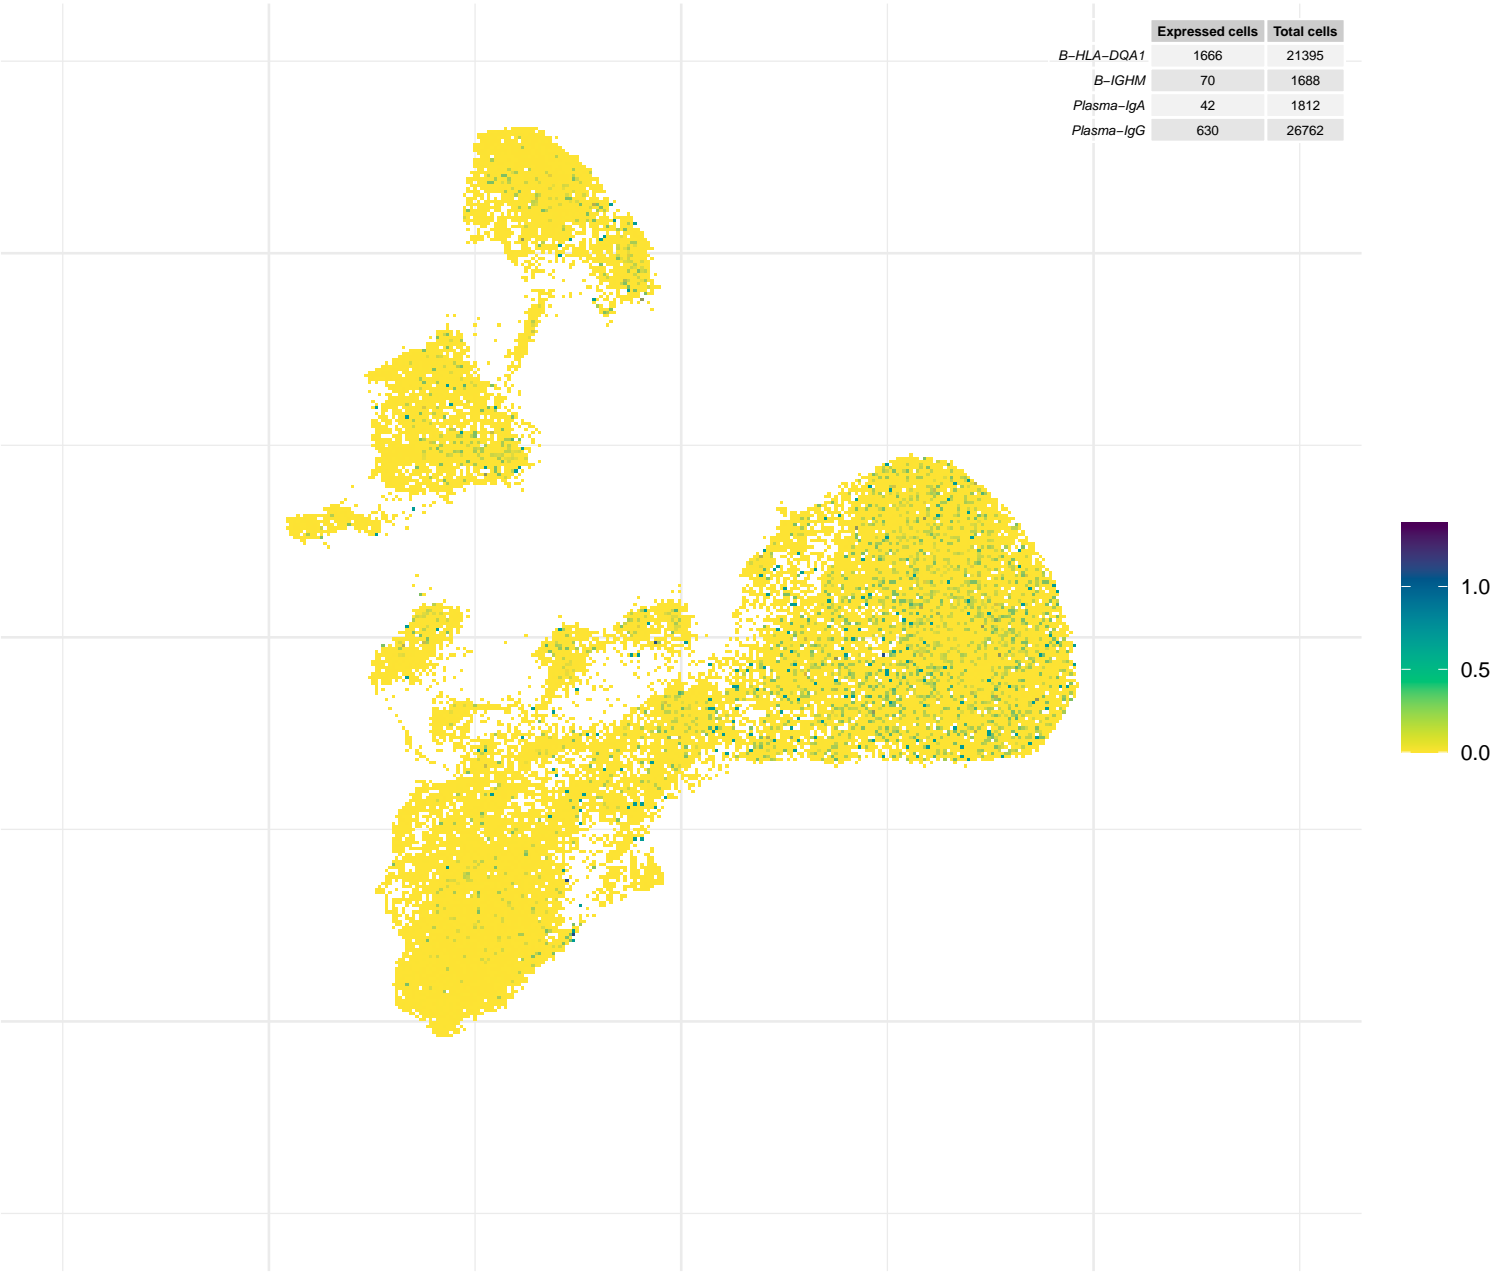 Expressed cells Total cells
B−HLA−DQA1 1666 21395
B−IGHM 70 1688
Plasma−IgA 42 1812
Plasma−IgG 630 26762
1.0
0.5
0.0